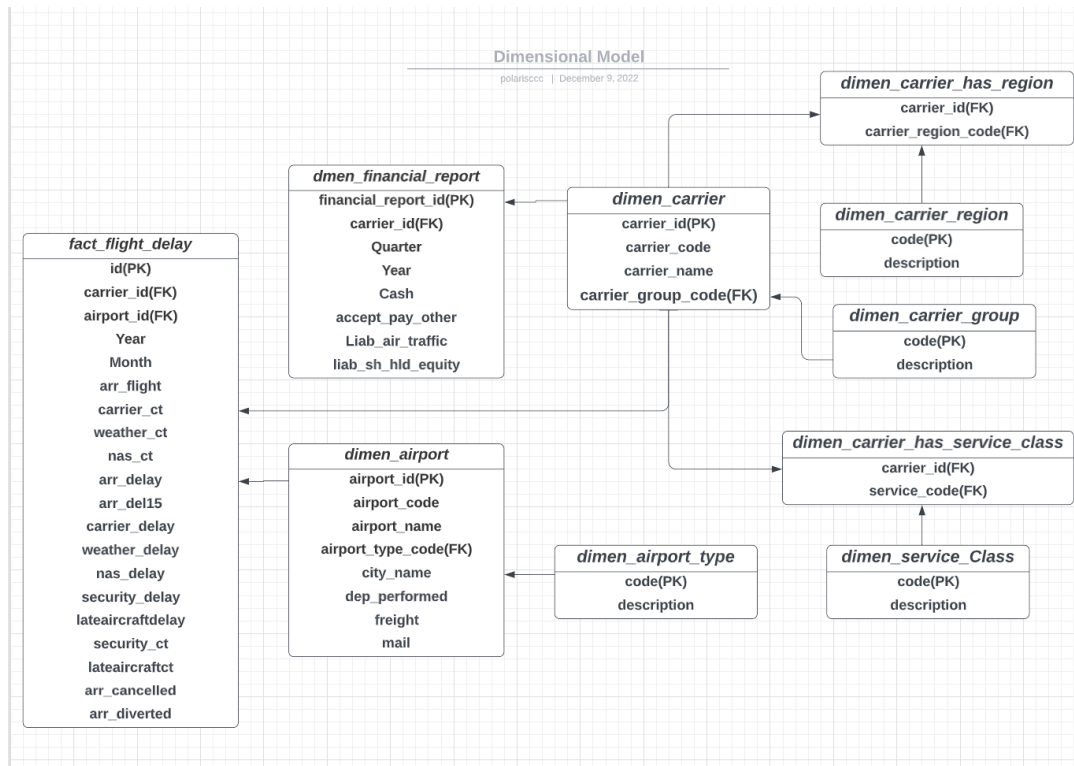 Dimensional Model
polarisccc | December 9, 2022
dimen_carrier_has_region
carrier_id(FK)
carrier_region_code(FK)
dmen_financial_report
financial_report_id(PK)
carrier_id(FK)
Quarter
Year
Cash
accept_pay_other
Liab_air_traffic
liab_sh_hld_equity
dimen_carrier
carrier_id(PK)
carrier_code
carrier_name
carrier_group_code(FK)
dimen_carrier_region
code(PK)
description
fact_flight_delay
id(PK)
carrier_id(FK)
airport_id(FK)
Year
Month
arr_flight
carrier_ct
weather_ct
nas_ct
arr_delay
arr_del15
carrier_delay
weather_delay
nas_delay
security_delay
lateaircraftdelay
security_ct
lateaircraftct
arr_cancelled
arr_diverted
dimen_carrier_group
code(PK)
description
dimen_airport
airport_id(PK)
airport_code
airport_name
airport_type_code(FK)
city_name
dep_performed
freight
mail
dimen_carrier_has_service_class
carrier_id(FK)
service_code(FK)
dimen_airport_type
code(PK)
description
dimen_service_Class
code(PK)
description